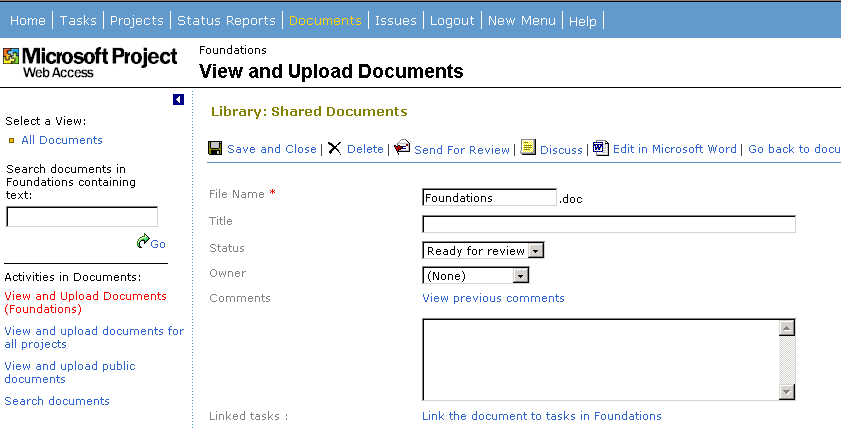 Home | Tasks | Projects | Status Reports | Documents | Issues | Logout | New Menu | Help |
Microsoft Project
Web Access
Foundations
View and Upload Documents
Select a View:
All Documents
Search documents in
Foundations containing
text:
Go
Activities in Documents:
View and Upload Documents
(Foundations)
View and upload documents for
all projects
View and upload public
documents
Search documents
Library: Shared Documents
Save and Close | Delete | Send For Review | Discuss | Edit in Microsoft Word | Go back to docu
File Name * Foundations .doc
Title
Status Ready for review
Owner (None)
Comments View previous comments
Linked tasks : Link the document to tasks in Foundations